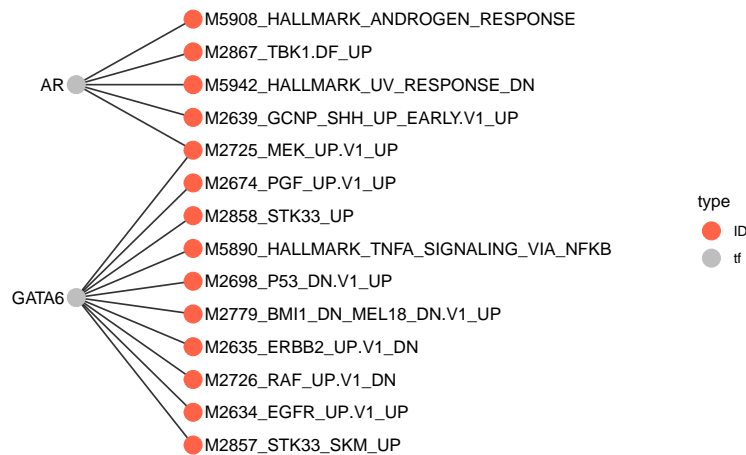 M5908_HALLMARK_ANDROGEN_RESPONSE
M2867_TBK1.DF_UP
AR
M5942_HALLMARK_UV_RESPONSE_DN
M2639_GCNP_SHH_UP_EARLY.V1_UP
M2725_MEK_UP.V1_UP
M2674_PGF_UP.V1_UP
M2858_STK33_UP
M5890_HALLMARK_TNFA_SIGNALING_VIA_NFKB
M2698_P53_DN.V1_UP
GATA6
M2779_BMI1_DN_MEL18_DN.V1_UP
M2635_ERBB2_UP.V1_DN
M2726_RAF_UP.V1_DN
M2634_EGFR_UP.V1_UP
M2857_STK33_SKM_UP
type
ID
tf